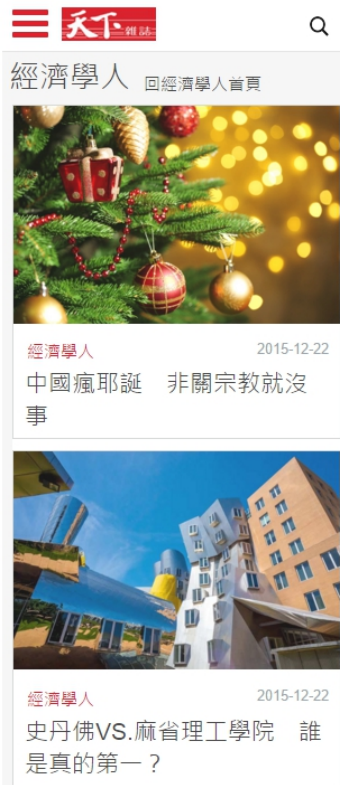 天下雜誌
經濟學人 回經濟學人首頁
經濟學人 2015-12-22
中國瘋耶誕　非關宗教就沒
事
經濟學人 2015-12-22
史丹佛VS.麻省理工學院　誰
是真的第一？